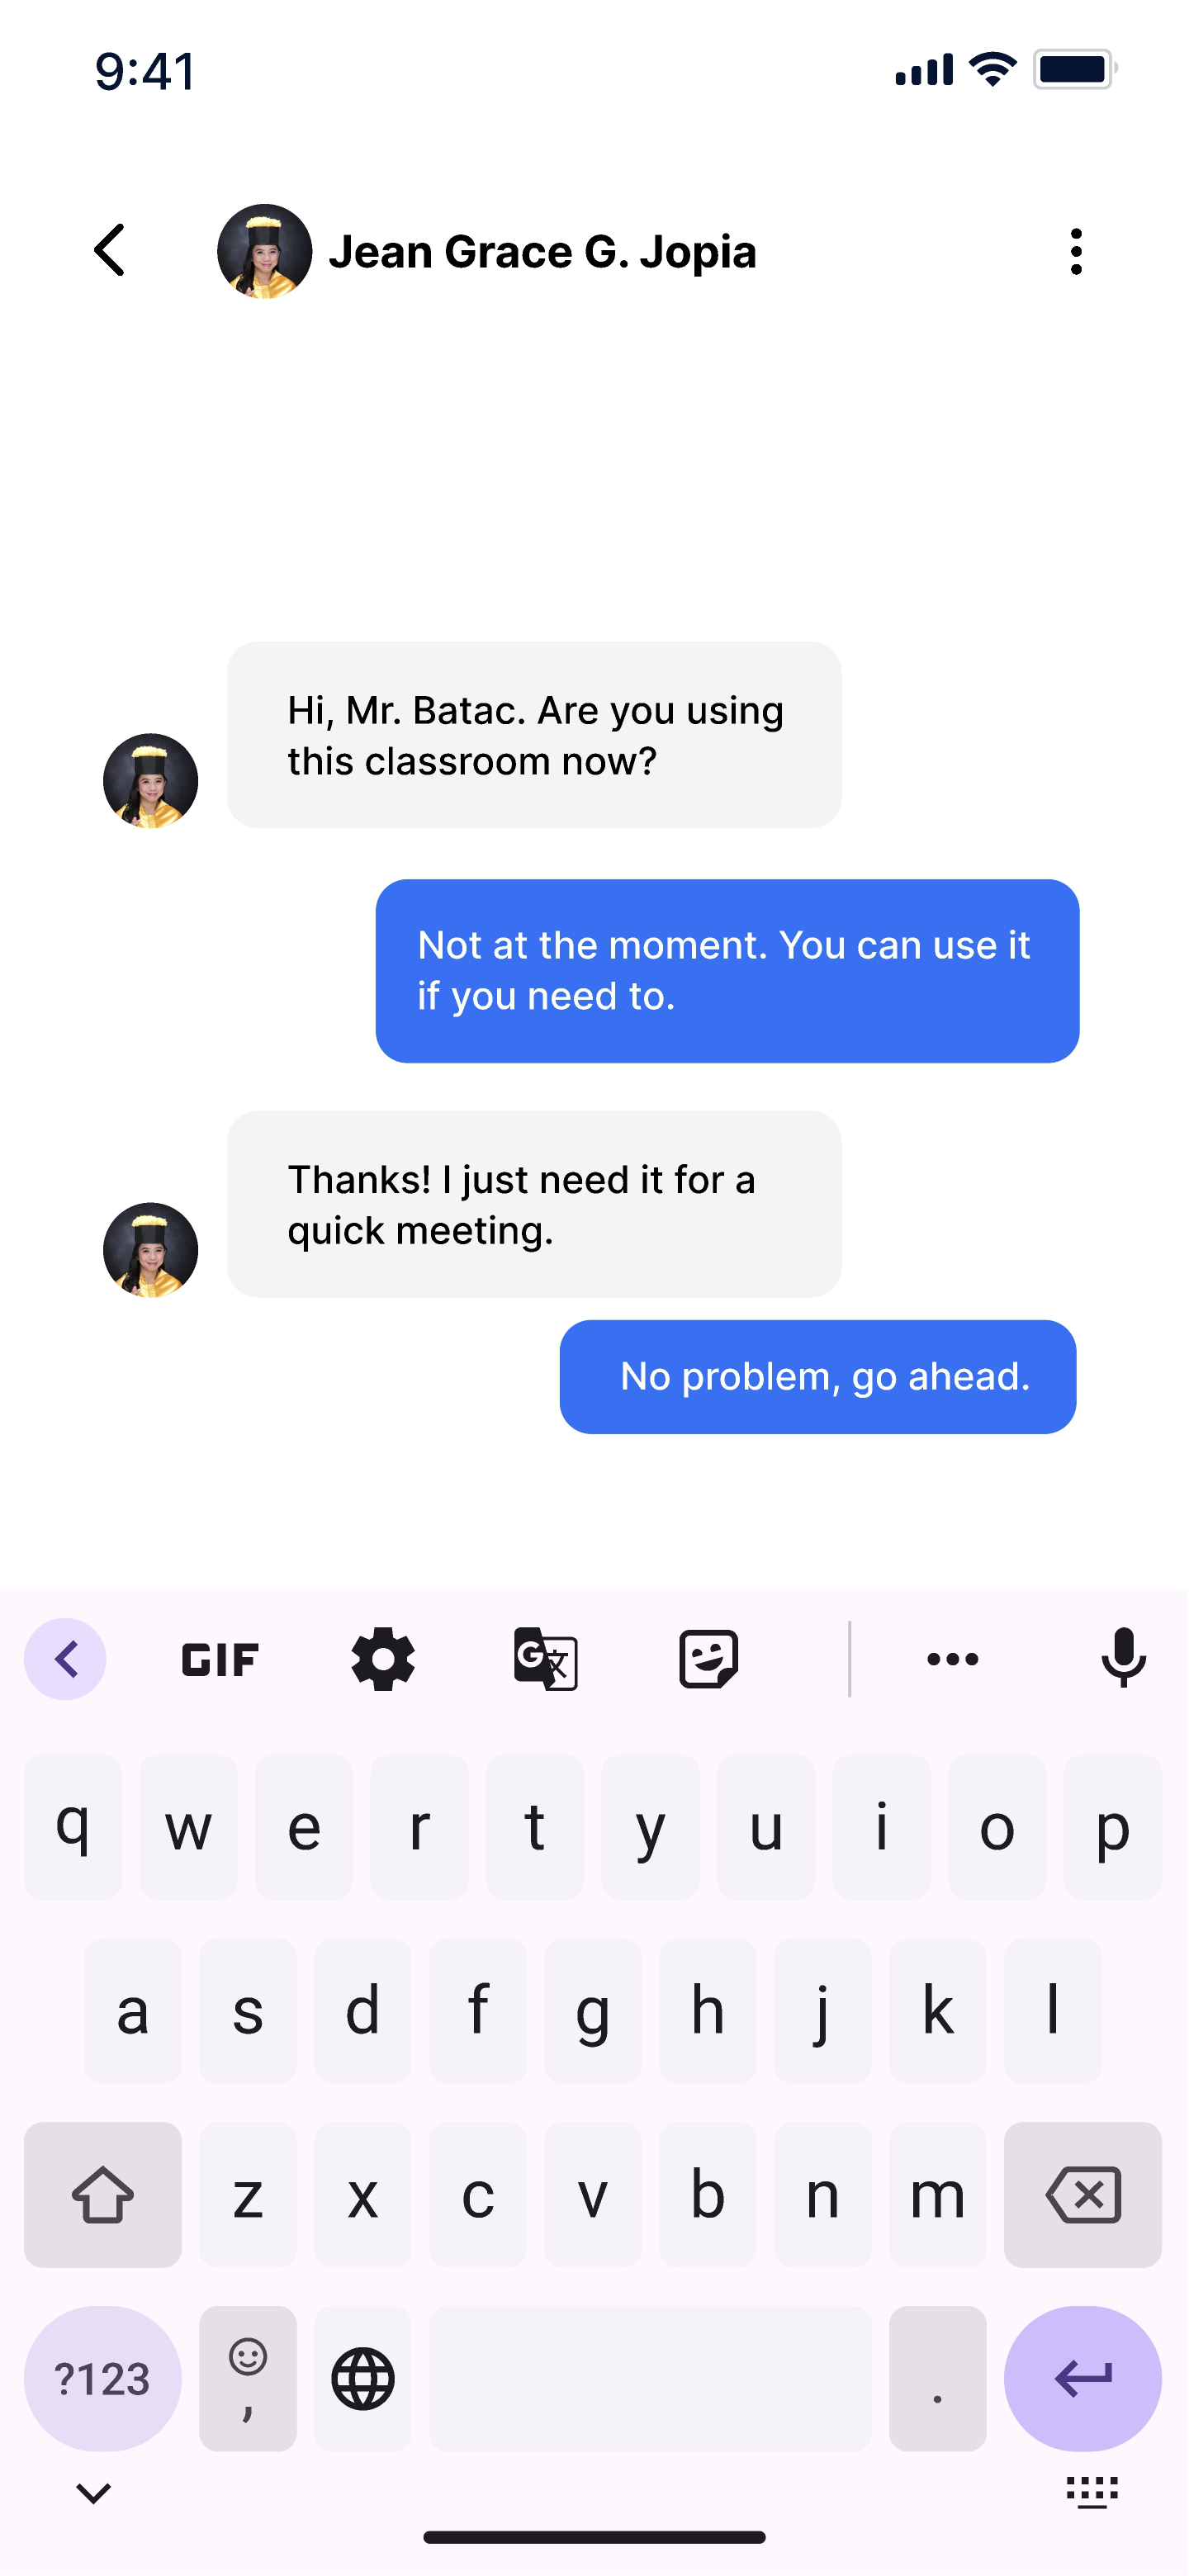 9:41
Jean Grace G. Jopia
Hi, Mr. Batac. Are you using
this classroom now?
Not at the moment. You can use it
if you need to.
Thanks! I just need it for a
quick meeting.
No problem, go ahead.
GIF
G 文
q w e r t y u i o p
a s d f g h j k l
z x c v b n m
?123 , .